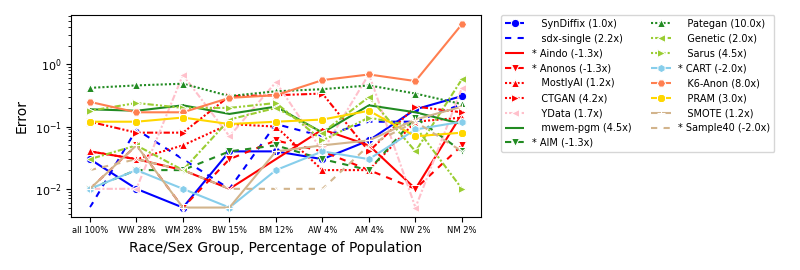 10⁰
10⁻¹
10⁻²
Error
all 100% WW 28% WM 28% BW 15% BM 12% AW 4% AM 4% NW 2% NM 2%
Race/Sex Group, Percentage of Population
SynDiffix (1.0x)
sdx-single (2.2x)
* Aindo (-1.3x)
* Anonos (-1.3x)
MostlyAI (1.2x)
CTGAN (4.2x)
YData (1.7x)
mwem-pgm (4.5x)
* AIM (-1.3x)
Pategan (10.0x)
Genetic (2.0x)
Sarus (4.5x)
* CART (-2.0x)
K6-Anon (8.0x)
PRAM (3.0x)
SMOTE (1.2x)
* Sample40 (-2.0x)